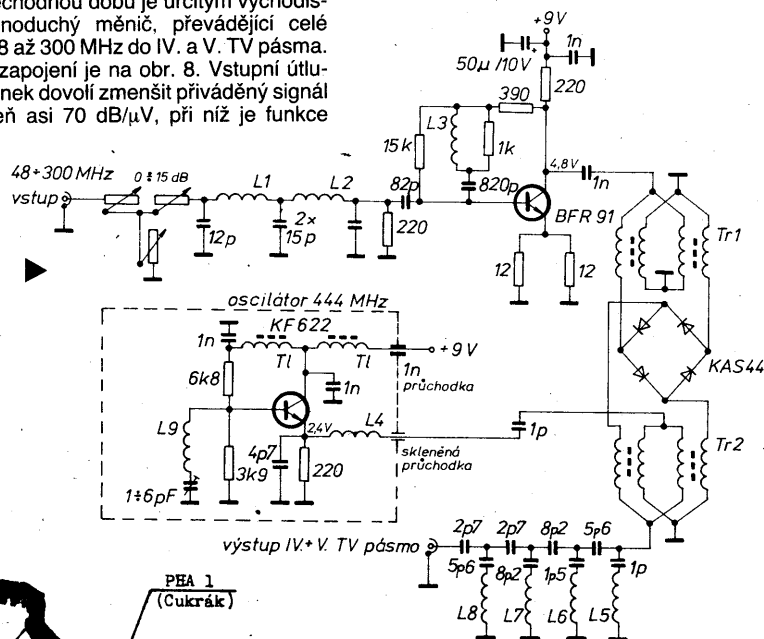 echodnou dobu je určitým východis-
noduchý měnič, převádějící celé
8 až 300 MHz do IV. a V. TV pásma.
zapojení je na obr. 8. Vstupní útlu-
nek dovolí zmenšit přiváděný signál
eň asi 70 dB/μV, při níž je funkce
+9V
1n
50μ/10V
220
390
L3
15k
1k
4,8V
48÷300 MHz
0÷15 dB
vstup
L1
L2
82p
820p
1n
BFR 91
Tr1
12p
2x
15p
220
12
12
oscilátor 444 MHz
KF622
1n
Tl
Tl
+9V
1n
průchodka
KAS44
6k8
1n
L9
2,4V
L4
1p
Tr2
4p7
3k9
220
skleněná
průchodka
1÷6pF
výstup IV.+V. TV pásmo
2p7
2p7
8p2
5p6
5p6
8p2
1p5
1p
L8
L7
L6
L5
PHA 1
(Cukrák)